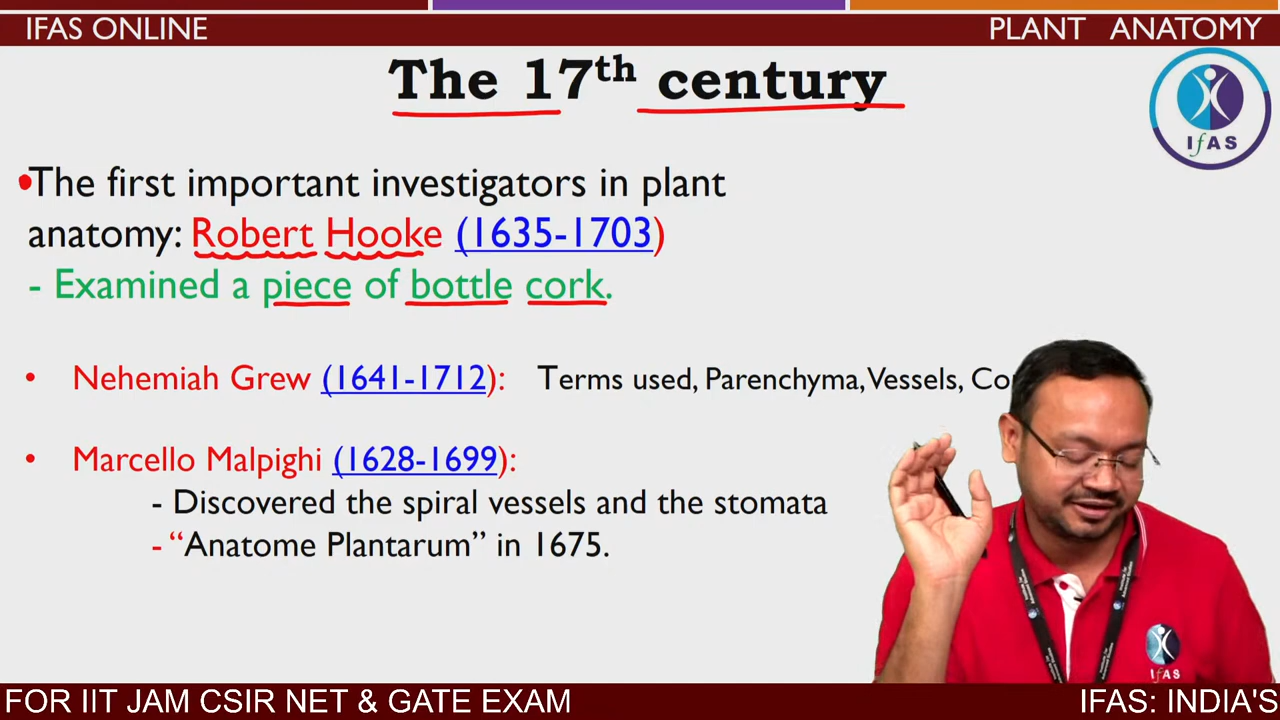 IFAS ONLINE
PLANT ANATOMY
The 17th century
IfAS
•The first important investigators in plant
anatomy: Robert Hooke (1635-1703)
- Examined a piece of bottle cork.
• Nehemiah Grew (1641-1712): Terms used, Parenchyma, Vessels,
• Marcello Malpighi (1628-1699):
- Discovered the spiral vessels and the stomata
- “Anatome Plantarum” in 1675.
IfAS
FOR IIT JAM CSIR NET & GATE EXAM
IFAS: INDIA'S